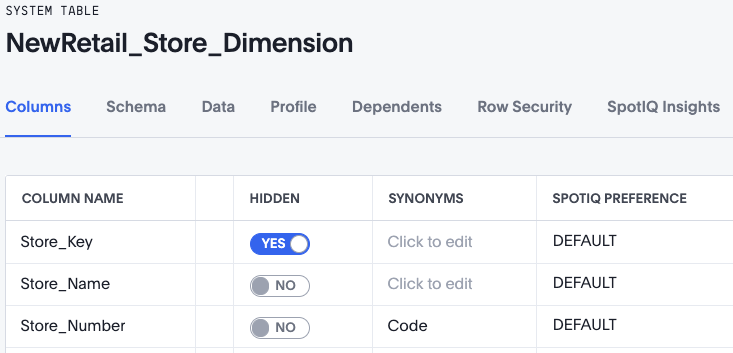 SYSTEM TABLE
NewRetail_Store_Dimension
Columns Schema Data Profile Dependents Row Security SpotIQ Insights
COLUMN NAME HIDDEN SYNONYMS SPOTIQ PREFERENCE
Store_Key YES Click to edit DEFAULT
Store_Name NO Click to edit DEFAULT
Store_Number NO Code DEFAULT